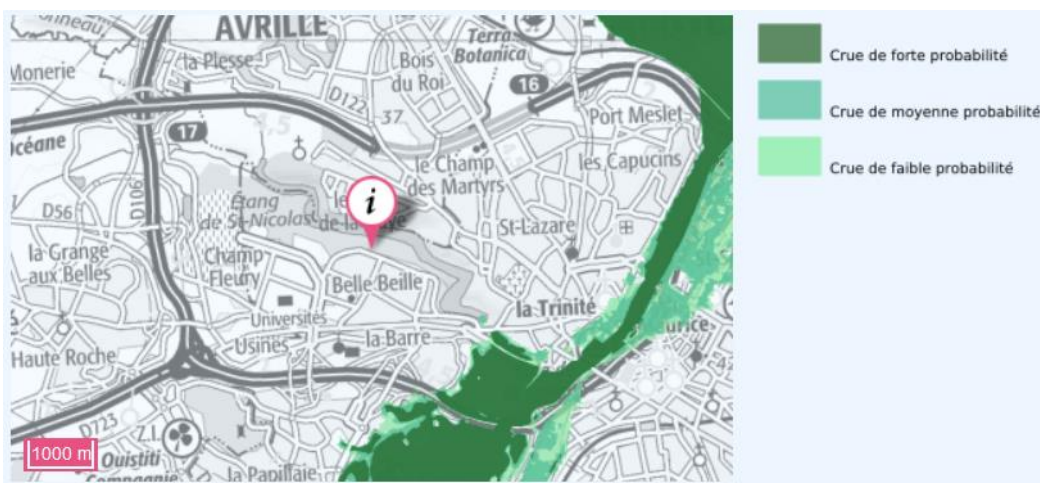 AVRILLE
Terra
Botanica
la Plesse
Bois
du Roi
Monerie
D122
16
37
Port Meslet
17
4,5
Océane
le Champ
des Martyrs
les Capucins
D106
D56
Etang
de St-Nicolas
i
St-Lazare
la Grange
aux Belles
Champ
Fleury
Belle Beille
la Trinité
Universités
Usines
la Barre
Haute Roche
D723
Z.I.
1000 m
Ouistiti
la Papillaie
Crue de forte probabilité
Crue de moyenne probabilité
Crue de faible probabilité